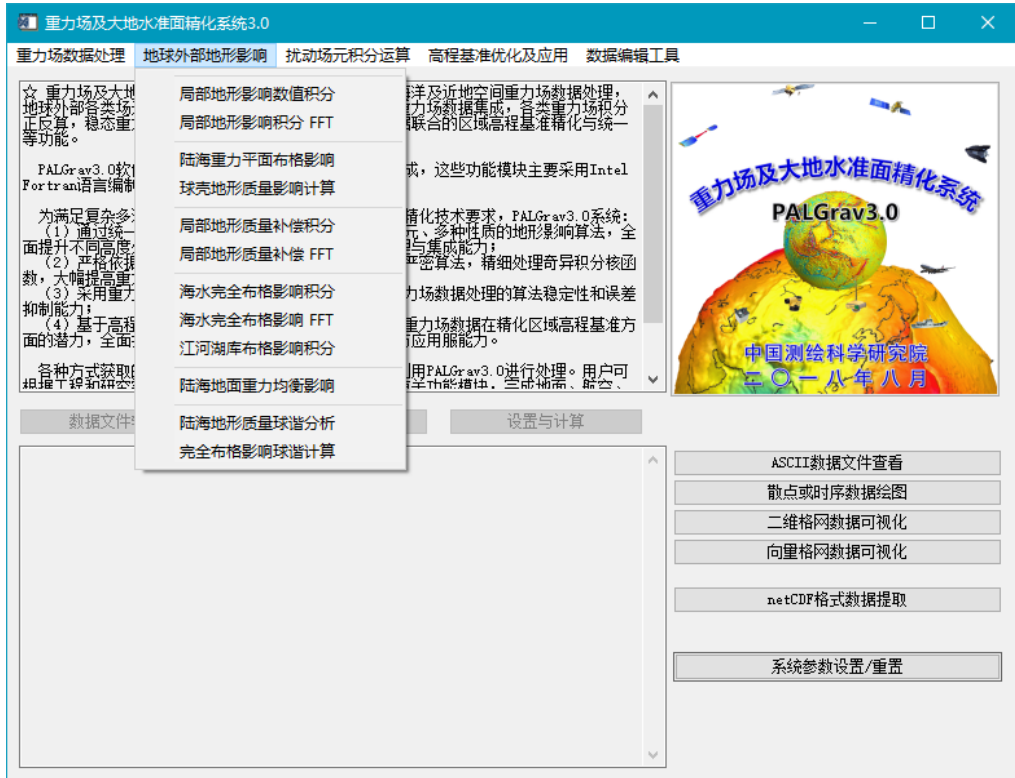 重力场及大地水准面精化系统3.0
重力场数据处理 地球外部地形影响 扰动场元积分运算 高程基准优化及应用 数据编辑工具
局部地形影响数值积分
局部地形影响积分 FFT
陆海重力平面布格影响
球壳地形质量影响计算
局部地形质量补偿积分
局部地形质量补偿 FFT
海水完全布格影响积分
海水完全布格影响 FFT
江河湖库布格影响积分
陆海地面重力均衡影响
陆海地形质量球谐分析
完全布格影响球谐计算
☆ 重力场及大地
洋及近地空间重力场数据处理,
地球外部各类场
力场数据集成，各类重力场积分
稳态重
联合的区域高程基准精化与统一
等功能。
PALGrav3.0软
成，这些功能模块主要采用Intel
Fortran语言编制
为满足复杂多
精化技术要求，PALGrav3.0系统：
(1) 通过统一
元、多种性质的地形影响算法，全
面提升不同高度
与集成能力；
(2) 严格依据
严密算法，精细处理奇异积分核函
数，大幅提高重
(3) 采用重力
力场数据处理的算法稳定性和误差
抑制能力；
(4) 基于高程
重力场数据在精化区域高程基准方
面的潜力，全面
应用服能力。
各种方式获取
用PALGrav3.0进行处理。用户可
根据工程和研究
功能模块，完成地面、航空、
重力场及大地水准面精化系统
PALGrav3.0
中国测绘科学研究院
二〇一八年八月
数据文件
设置与计算
ASCII数据文件查看
散点或时序数据绘图
二维格网数据可视化
向量格网数据可视化
netCDF格式数据提取
系统参数设置/重置